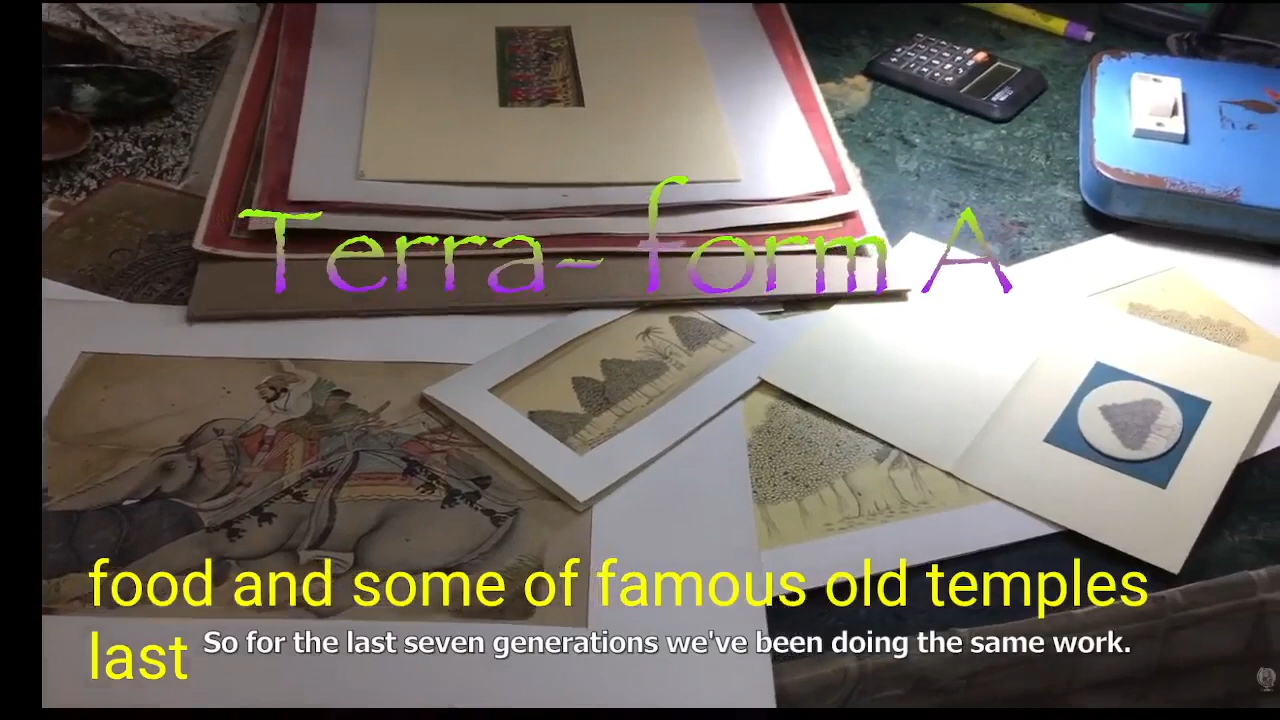 Terra- form A
food and some of famous old temples
last
So for the last seven generations we've been doing the same work.